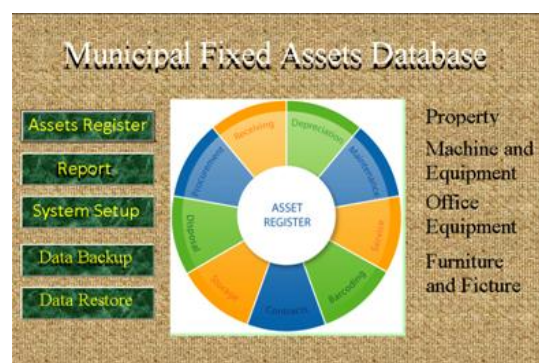 Municipal Fixed Assets Database
Assets Register
Report
System Setup
Data Backup
Data Restore
Receiving
Depreciation
Maintenance
Service
Barcoding
Contracts
Storage
Disposal
Procurement
ASSET
REGISTER
Property
Machine and
Equipment
Office
Equipment
Furniture
and Ficture